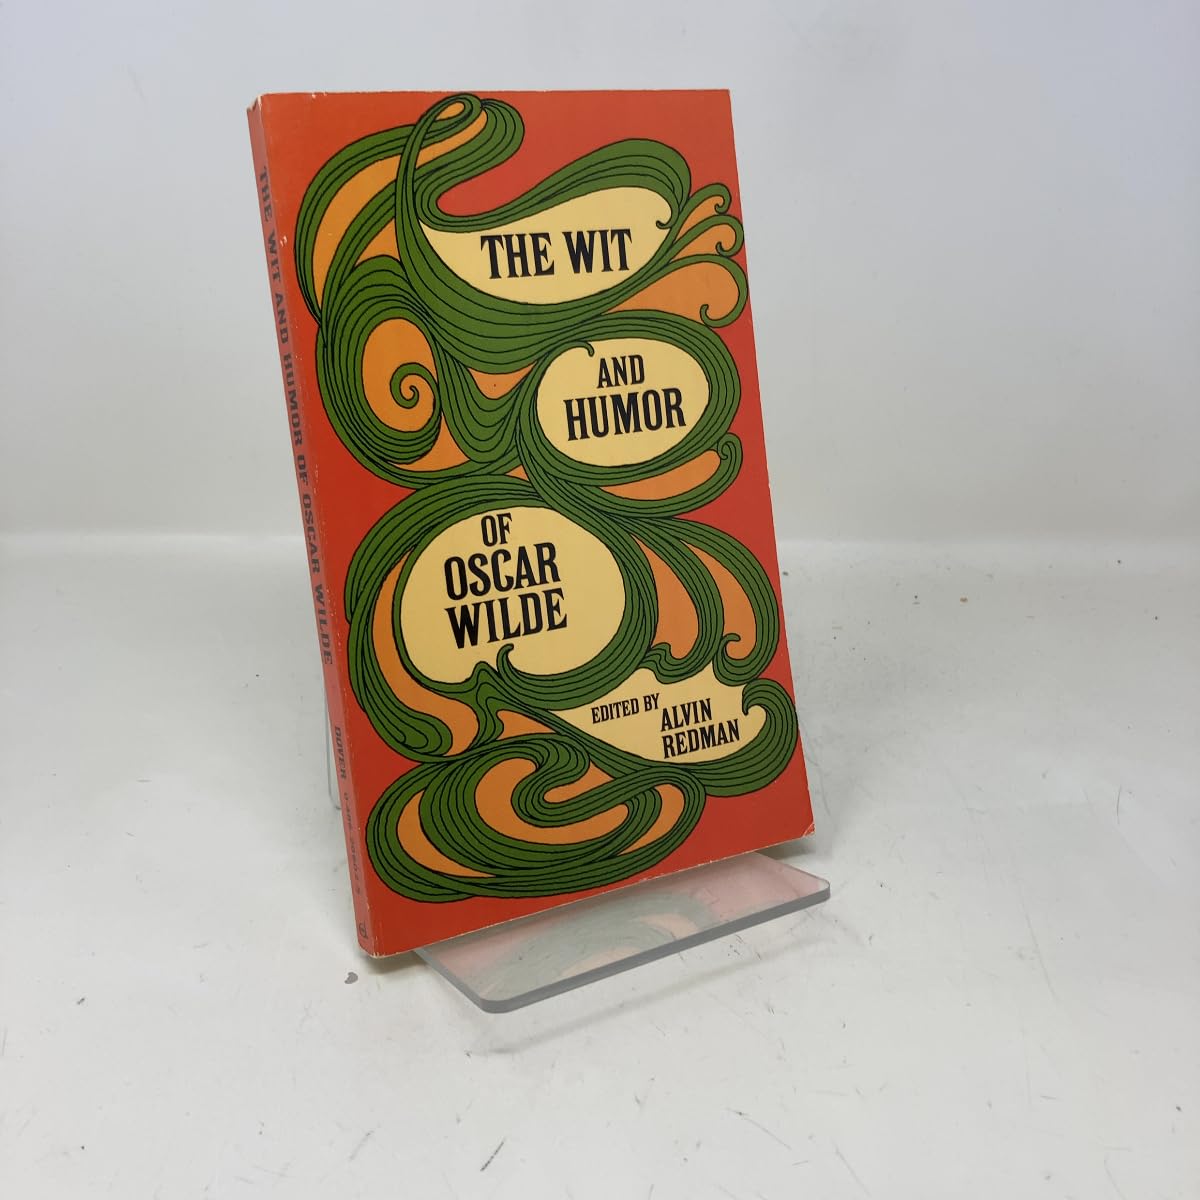 THE WIT
AND
HUMOR
OF
OSCAR
WILDE
EDITED BY
ALVIN
REDMAN
THE WIT AND HUMOR OF OSCAR WILDE
DOVER